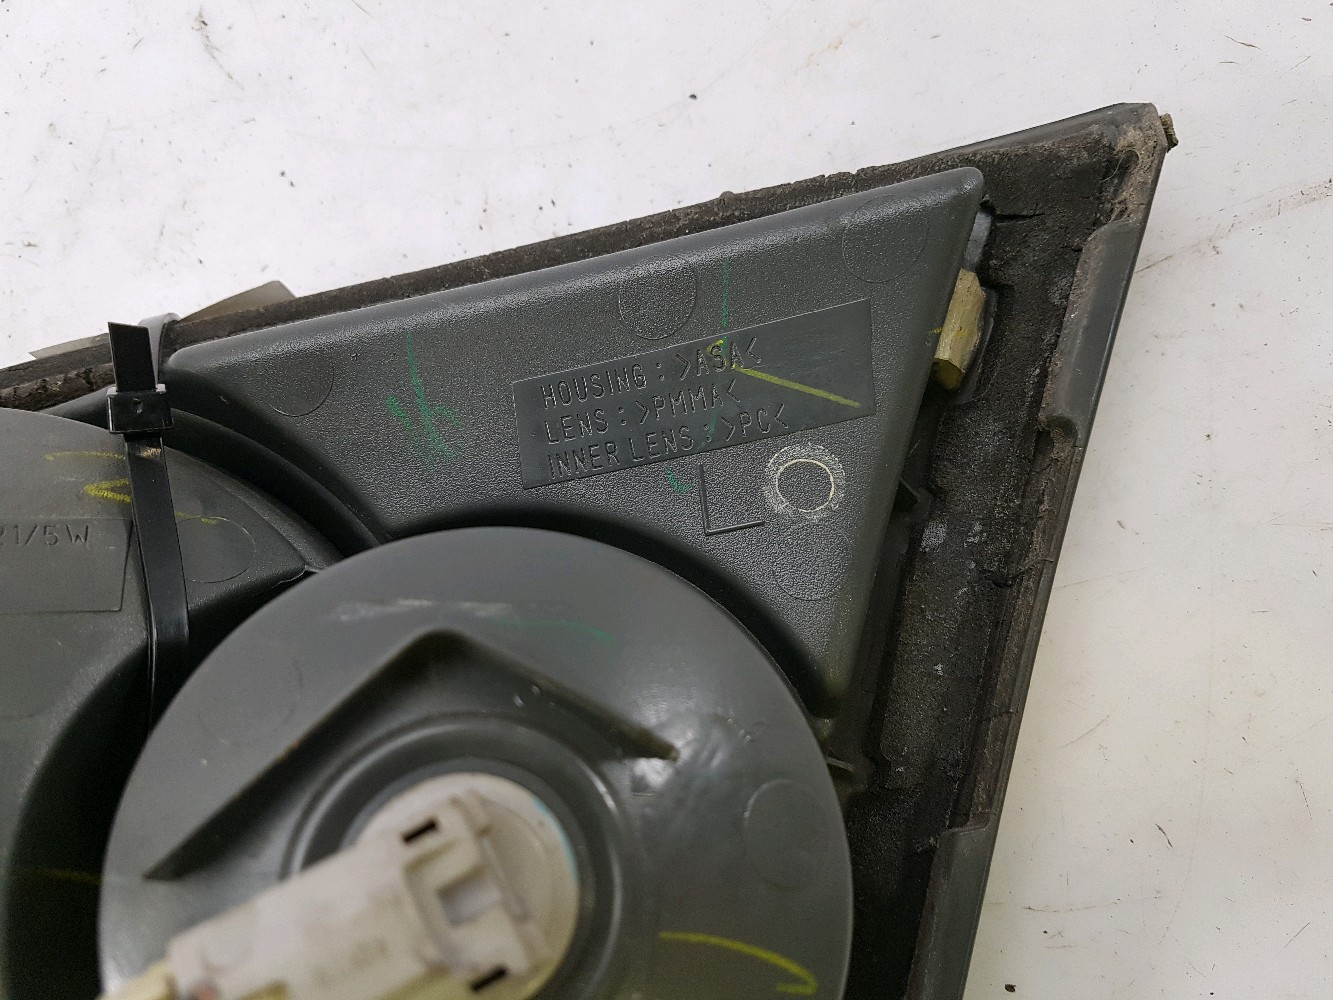 HOUSING : >ASA<
LENS : >PMMA<
INNER LENS : >PC<
L
21/5W